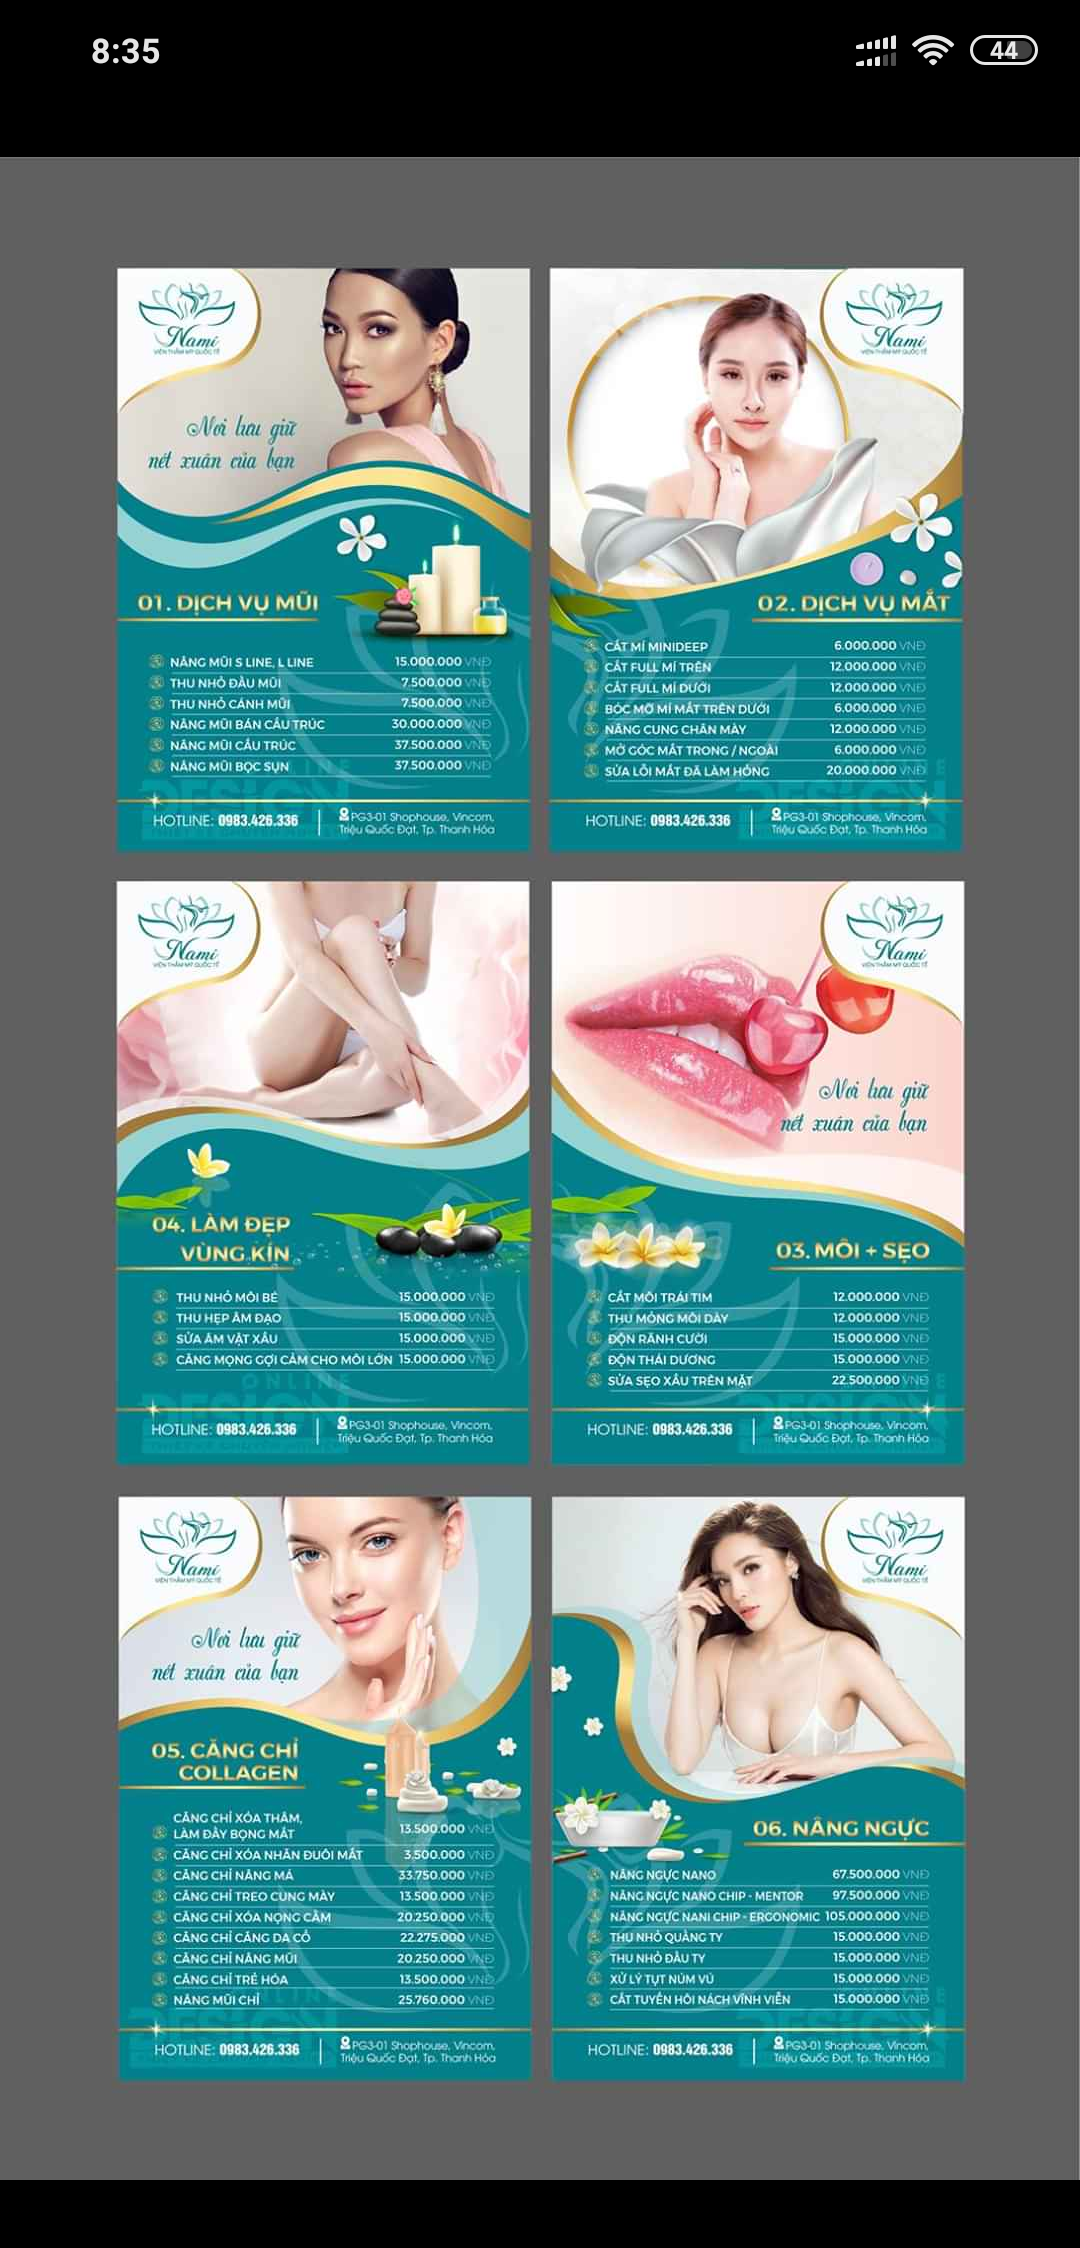 8:35
44
Nami
VIỆN THẨM MỸ QUỐC TẾ
Nơi lưu giữ
nét xuân của bạn
01. DỊCH VỤ MŨI
NÂNG MŨI S LINE, L LINE 15.000.000 VNĐ
THU NHỎ ĐẦU MŨI 7.500.000 VNĐ
THU NHỎ CÁNH MŨI 7.500.000 VNĐ
NÂNG MŨI BÁN CẤU TRÚC 30.000.000 VNĐ
NÂNG MŨI CẤU TRÚC 37.500.000 VNĐ
NÂNG MŨI BỌC SỤN 37.500.000 VNĐ
ONLINE
DESIGN
HOTLINE: 0983.426.336
PG3-01 Shophouse, Vincom,
Triệu Quốc Đạt, Tp. Thanh Hóa
Nami
VIỆN THẨM MỸ QUỐC TẾ
02. DỊCH VỤ MẮT
CẮT MÍ MINIDEEP 6.000.000 VNĐ
CẮT FULL MÍ TRÊN 12.000.000 VNĐ
CẮT FULL MÍ DƯỚI 12.000.000 VNĐ
BÓC MỠ MÍ MẮT TRÊN DƯỚI 6.000.000 VNĐ
NÂNG CUNG CHÂN MÀY 12.000.000 VNĐ
MỞ GÓC MẮT TRONG / NGOÀI 6.000.000 VNĐ
SỬA LỖI MẮT ĐÃ LÀM HỎNG 20.000.000 VNĐ
DESIGN
HOTLINE: 0983.426.336
PG3-01 Shophouse, Vincom,
Triệu Quốc Đạt, Tp. Thanh Hóa
Nami
VIỆN THẨM MỸ QUỐC TẾ
04. LÀM ĐẸP
VÙNG KÍN
THU NHỎ MÔI BÉ 15.000.000 VNĐ
THU HẸP ÂM ĐẠO 15.000.000 VNĐ
SỬA ÂM VẬT XẤU 15.000.000 VNĐ
CĂNG MỌNG GỢI CẢM CHO MÔI LỚN 15.000.000 VNĐ
ONLINE
DESIGN
HOTLINE: 0983.426.336
PG3-01 Shophouse, Vincom,
Triệu Quốc Đạt, Tp. Thanh Hóa
Nami
VIỆN THẨM MỸ QUỐC TẾ
Nơi lưu giữ
nét xuân của bạn
03. MÔI + SẸO
CẮT MÔI TRÁI TIM 12.000.000 VNĐ
THU MỎNG MÔI DÀY 12.000.000 VNĐ
ĐỘN RÃNH CƯỜI 15.000.000 VNĐ
ĐỘN THÁI DƯƠNG 15.000.000 VNĐ
SỬA SẸO XẤU TRÊN MẶT 22.500.000 VNĐ
DESIGN
HOTLINE: 0983.426.336
PG3-01 Shophouse, Vincom,
Triệu Quốc Đạt, Tp. Thanh Hóa
Nami
VIỆN THẨM MỸ QUỐC TẾ
Nơi lưu giữ
nét xuân của bạn
05. CĂNG CHỈ
COLLAGEN
CĂNG CHỈ XÓA THÂM,
LÀM ĐẦY BỌNG MẮT 13.500.000 VNĐ
CĂNG CHỈ XÓA NHĂN ĐUÔI MẮT 3.500.000 VNĐ
CĂNG CHỈ NÂNG MÁ 33.750.000 VNĐ
CĂNG CHỈ TREO CUNG MÀY 13.500.000 VNĐ
CĂNG CHỈ XÓA NỌNG CẰM 20.250.000 VNĐ
CĂNG CHỈ CĂNG DA CỔ 22.275.000 VNĐ
CĂNG CHỈ NÂNG MŨI 20.250.000 VNĐ
CĂNG CHỈ TRẺ HÓA 13.500.000 VNĐ
NÂNG MŨI CHỈ 25.760.000 VNĐ
DESIGN
HOTLINE: 0983.426.336
PG3-01 Shophouse, Vincom,
Triệu Quốc Đạt, Tp. Thanh Hóa
Nami
VIỆN THẨM MỸ QUỐC TẾ
06. NÂNG NGỰC
NÂNG NGỰC NANO 67.500.000 VNĐ
NÂNG NGỰC NANO CHIP - MENTOR 97.500.000 VNĐ
NÂNG NGỰC NANI CHIP - ERGONOMIC 105.000.000 VNĐ
THU NHỎ QUẦNG TY 15.000.000 VNĐ
THU NHỎ ĐẦU TY 15.000.000 VNĐ
XỬ LÝ TỤT NÚM VÚ 15.000.000 VNĐ
CẮT TUYẾN HÔI NÁCH VĨNH VIỄN 15.000.000 VNĐ
DESIGN
HOTLINE: 0983.426.336
PG3-01 Shophouse, Vincom,
Triệu Quốc Đạt, Tp. Thanh Hóa